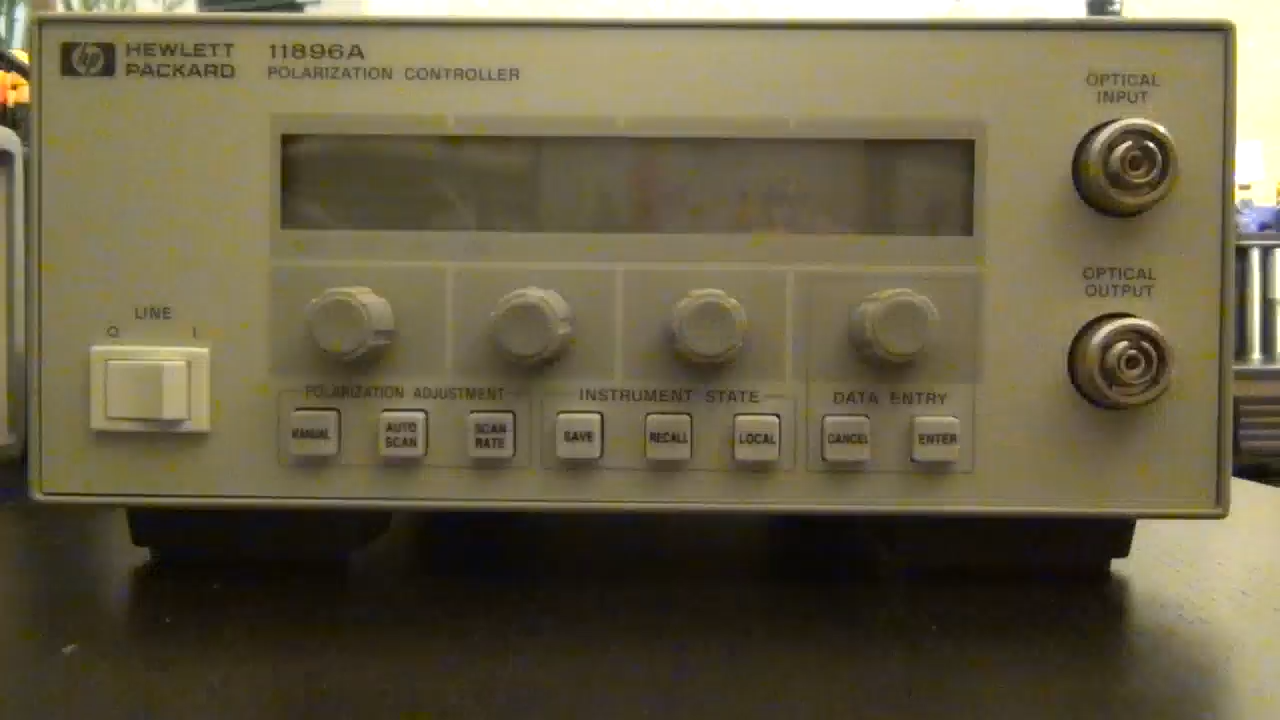 hp HEWLETT PACKARD 11896A
POLARIZATION CONTROLLER
OPTICAL
INPUT
OPTICAL
OUTPUT
LINE
O I
POLARIZATION ADJUSTMENT
MANUAL
AUTO
SCAN
SCAN
RATE
INSTRUMENT STATE
SAVE
RECALL
LOCAL
DATA ENTRY
CANCEL
ENTER